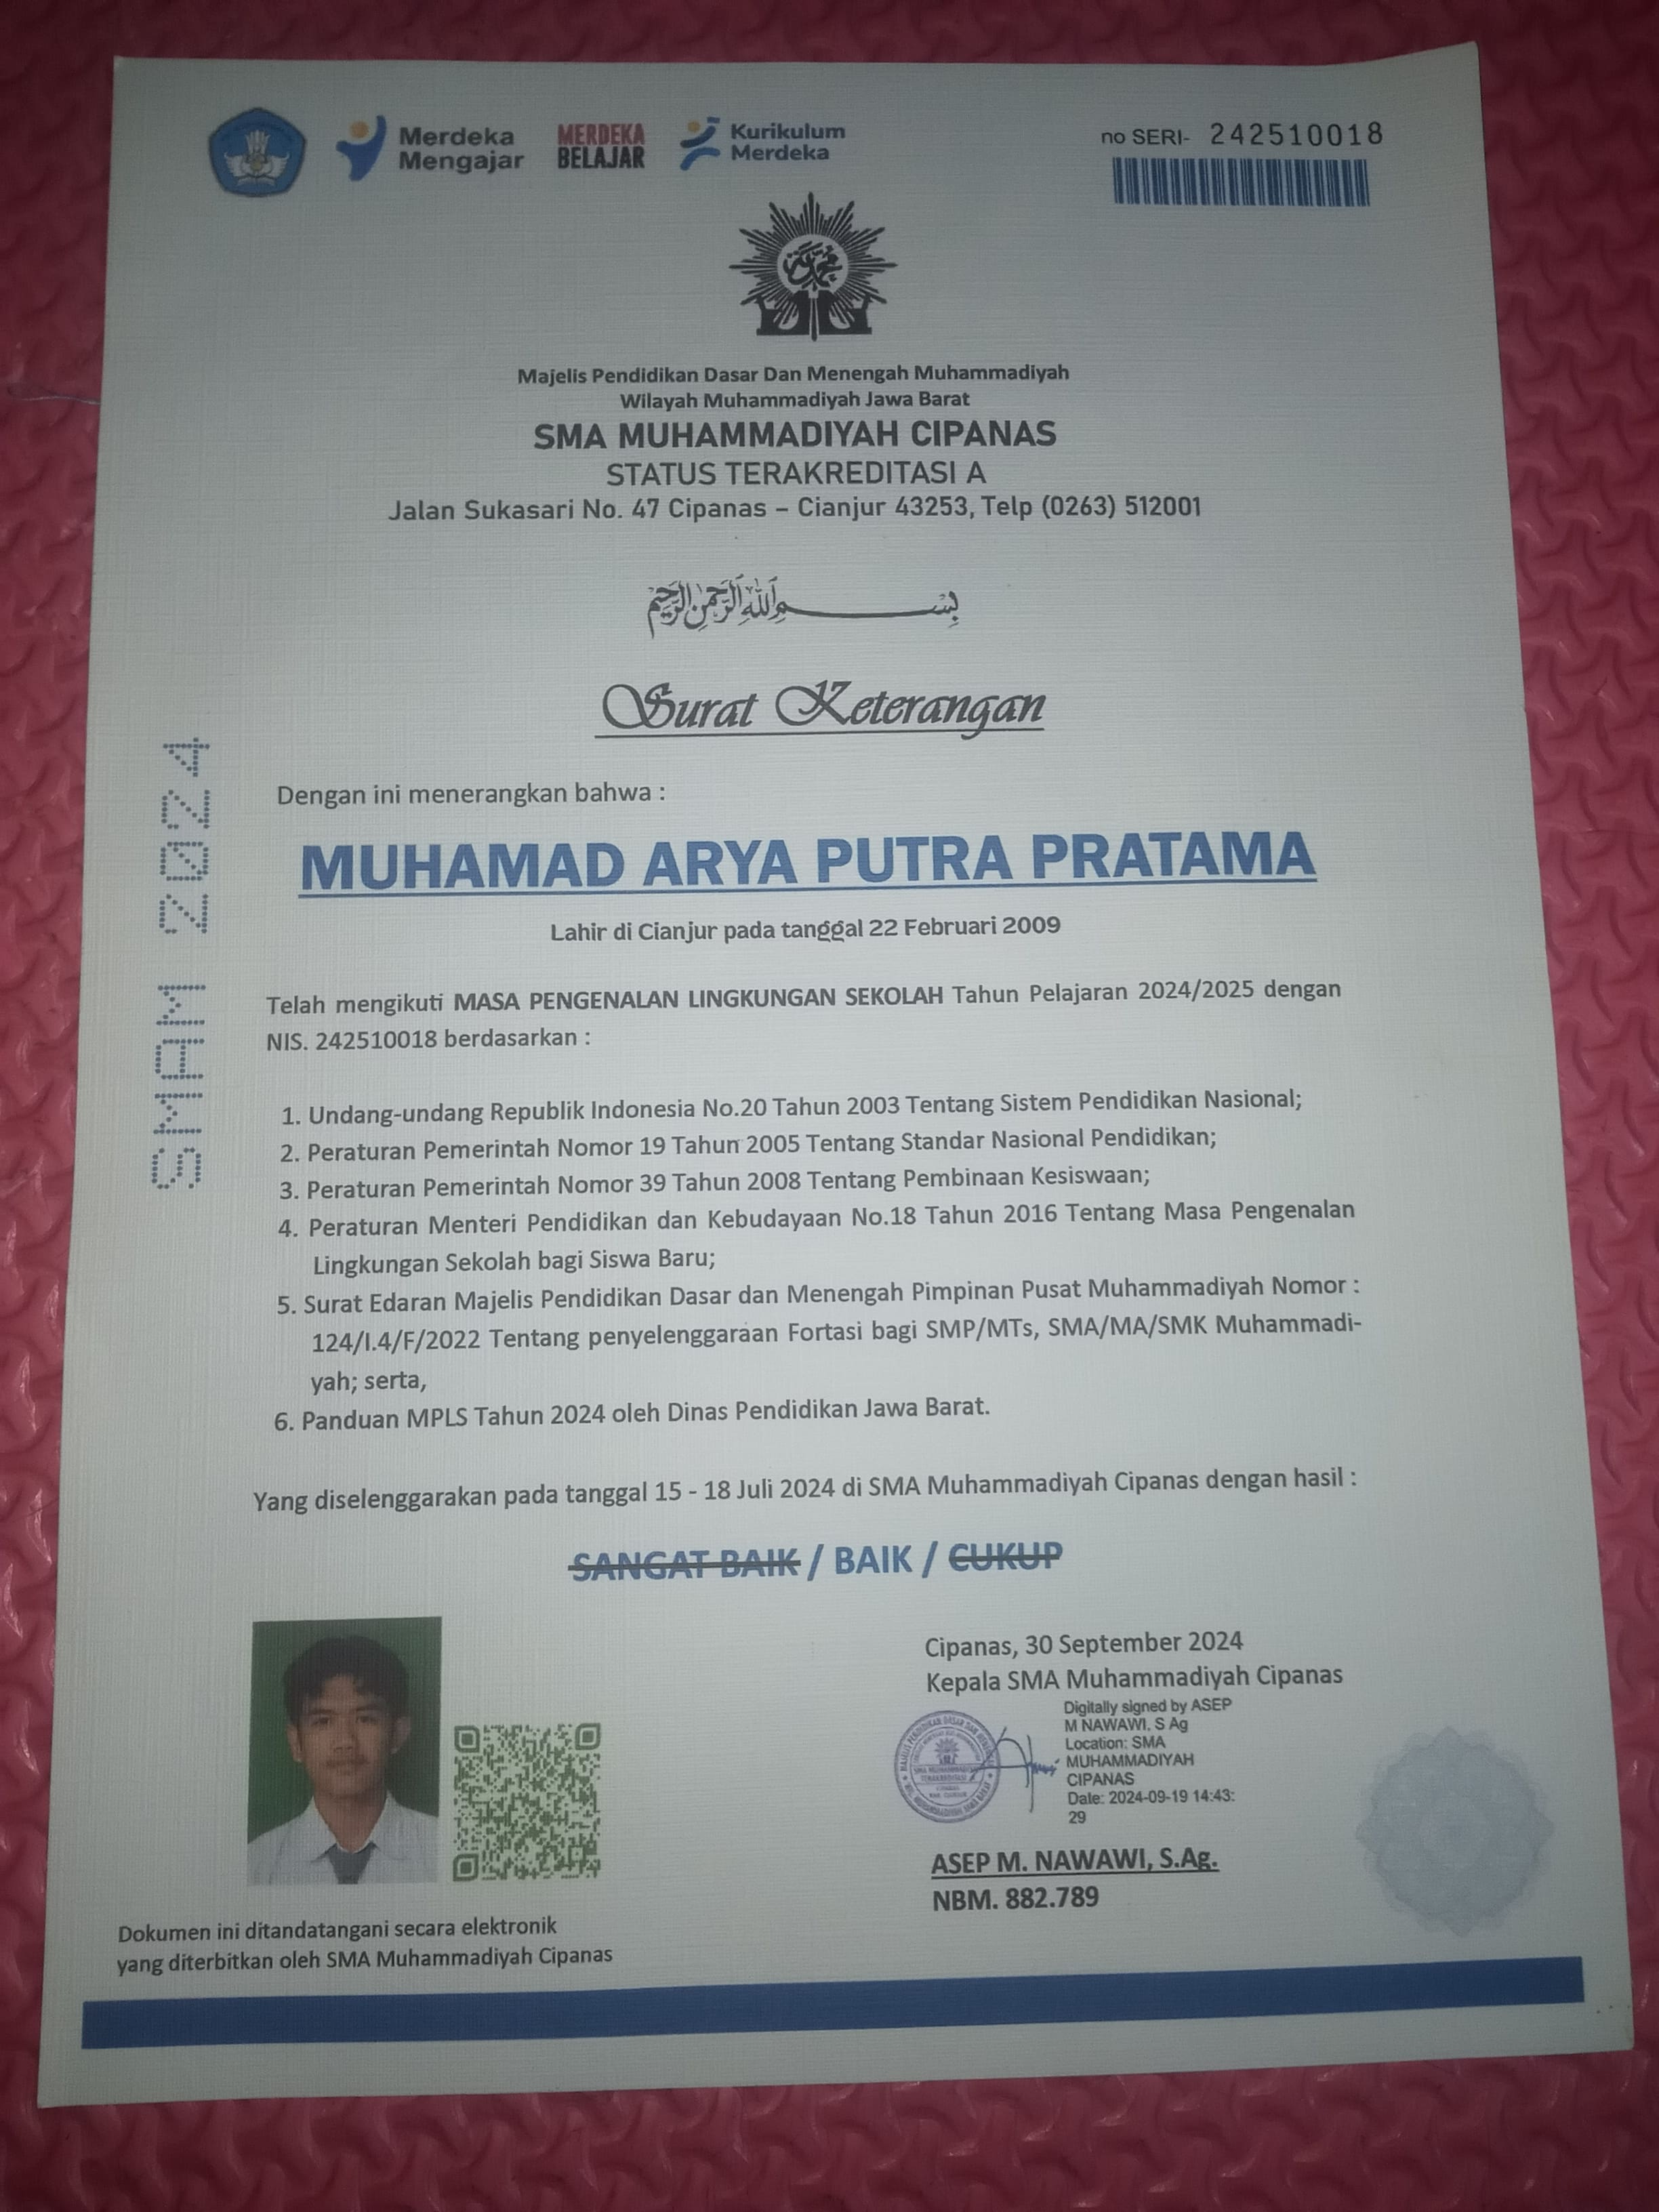 Merdeka
Mengajar
MERDEKA
BELAJAR
Kurikulum
Merdeka
no SERI- 242510018
Majelis Pendidikan Dasar Dan Menengah Muhammadiyah
Wilayah Muhammadiyah Jawa Barat
SMA MUHAMMADIYAH CIPANAS
STATUS TERAKREDITASI A
Jalan Sukasari No. 47 Cipanas – Cianjur 43253, Telp (0263) 512001
بِسْمِ اللهِ الرَّحْمٰنِ الرَّحِيْمِ
Surat Keterangan
Dengan ini menerangkan bahwa :
MUHAMAD ARYA PUTRA PRATAMA
Lahir di Cianjur pada tanggal 22 Februari 2009
Telah mengikuti MASA PENGENALAN LINGKUNGAN SEKOLAH Tahun Pelajaran 2024/2025 dengan
NIS. 242510018 berdasarkan :
1. Undang-undang Republik Indonesia No.20 Tahun 2003 Tentang Sistem Pendidikan Nasional;
2. Peraturan Pemerintah Nomor 19 Tahun 2005 Tentang Standar Nasional Pendidikan;
3. Peraturan Pemerintah Nomor 39 Tahun 2008 Tentang Pembinaan Kesiswaan;
4. Peraturan Menteri Pendidikan dan Kebudayaan No.18 Tahun 2016 Tentang Masa Pengenalan
Lingkungan Sekolah bagi Siswa Baru;
5. Surat Edaran Majelis Pendidikan Dasar dan Menengah Pimpinan Pusat Muhammadiyah Nomor :
124/I.4/F/2022 Tentang penyelenggaraan Fortasi bagi SMP/MTs, SMA/MA/SMK Muhammadi-
yah; serta,
6. Panduan MPLS Tahun 2024 oleh Dinas Pendidikan Jawa Barat.
Yang diselenggarakan pada tanggal 15 - 18 Juli 2024 di SMA Muhammadiyah Cipanas dengan hasil :
SANGAT BAIK / BAIK / CUKUP
SMAM 2024
Cipanas, 30 September 2024
Kepala SMA Muhammadiyah Cipanas
Digitally signed by ASEP
M NAWAWI, S Ag
Location: SMA
MUHAMMADIYAH
CIPANAS
Date: 2024-09-19 14:43:
29
ASEP M. NAWAWI, S.Ag.
NBM. 882.789
Dokumen ini ditandatangani secara elektronik
yang diterbitkan oleh SMA Muhammadiyah Cipanas